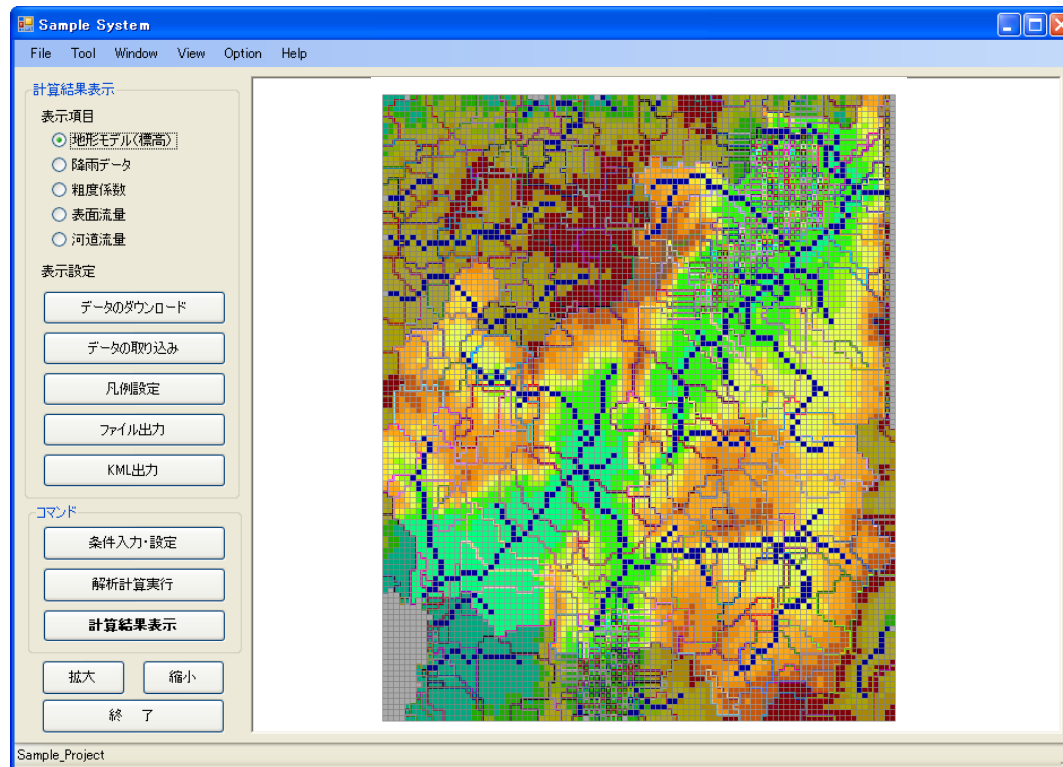 Sample System
File Tool Window View Option Help
計算結果表示
表示項目
地形モデル(標高)
降雨データ
粗度係数
表面流量
河道流量
表示設定
データのダウンロード
データの取り込み
凡例設定
ファイル出力
KML出力
コマンド
条件入力・設定
解析計算実行
計算結果表示
拡大 縮小
終 了
Sample_Project